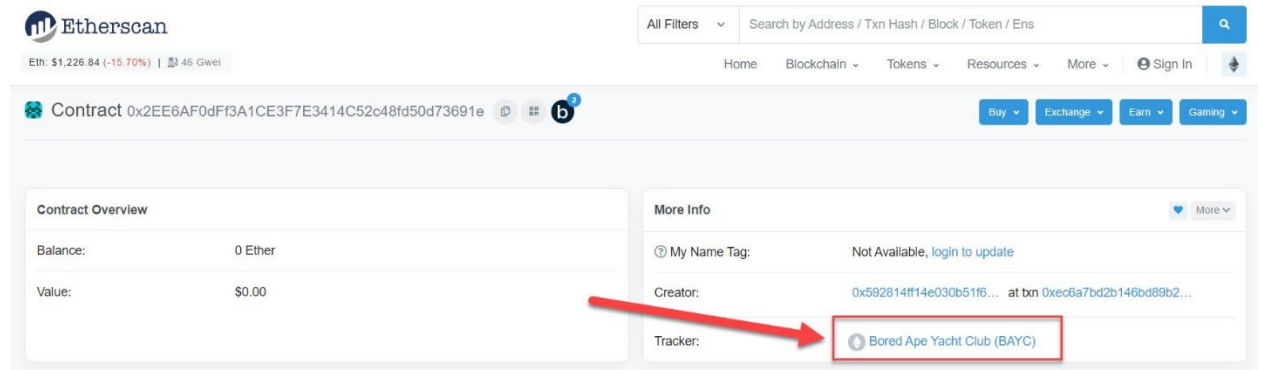 Etherscan
All Filters Search by Address / Txn Hash / Block / Token / Ens
Eth: $1,226.84 (-15.70%) | 46 Gwei
Home Blockchain Tokens Resources More Sign In
Contract 0x2EE6AF0dFf3A1CE3F7E3414C52c48fd50d73691e b 2
Buy Exchange Earn Gaming
Contract Overview
Balance: 0 Ether
Value: $0.00
More Info More
My Name Tag: Not Available, login to update
Creator: 0x592814ff14e030b51f6... at txn 0xec6a7bd2b146bd89b2...
Tracker: Bored Ape Yacht Club (BAYC)